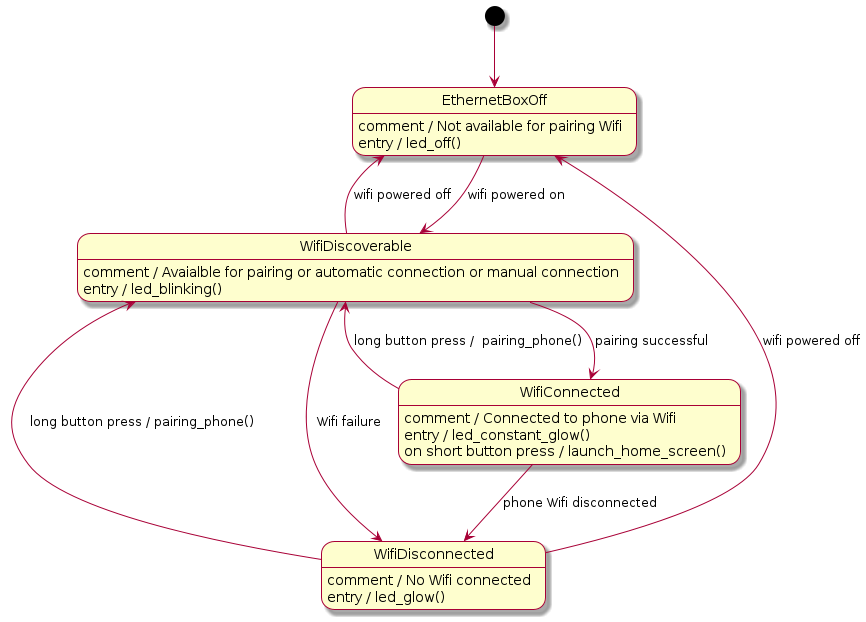 EthernetBoxOff
comment / Not available for pairing Wifi
entry / led_off()
wifi powered off
wifi powered on
WifiDiscoverable
comment / Avaialble for pairing or automatic connection or manual connection
entry / led_blinking()
long button press /  pairing_phone()
pairing successful
wifi powered off
WifiConnected
comment / Connected to phone via Wifi
entry / led_constant_glow()
on short button press / launch_home_screen()
long button press / pairing_phone()
Wifi failure
phone Wifi disconnected
WifiDisconnected
comment / No Wifi connected
entry / led_glow()